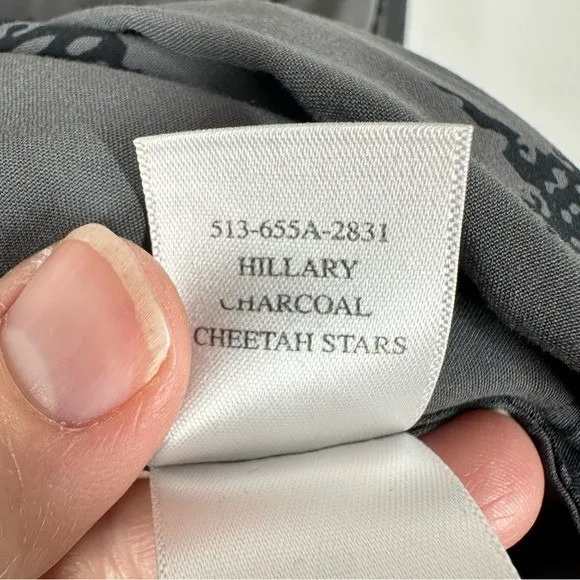 513-655A-2831
HILLARY
CHARCOAL
CHEETAH STARS